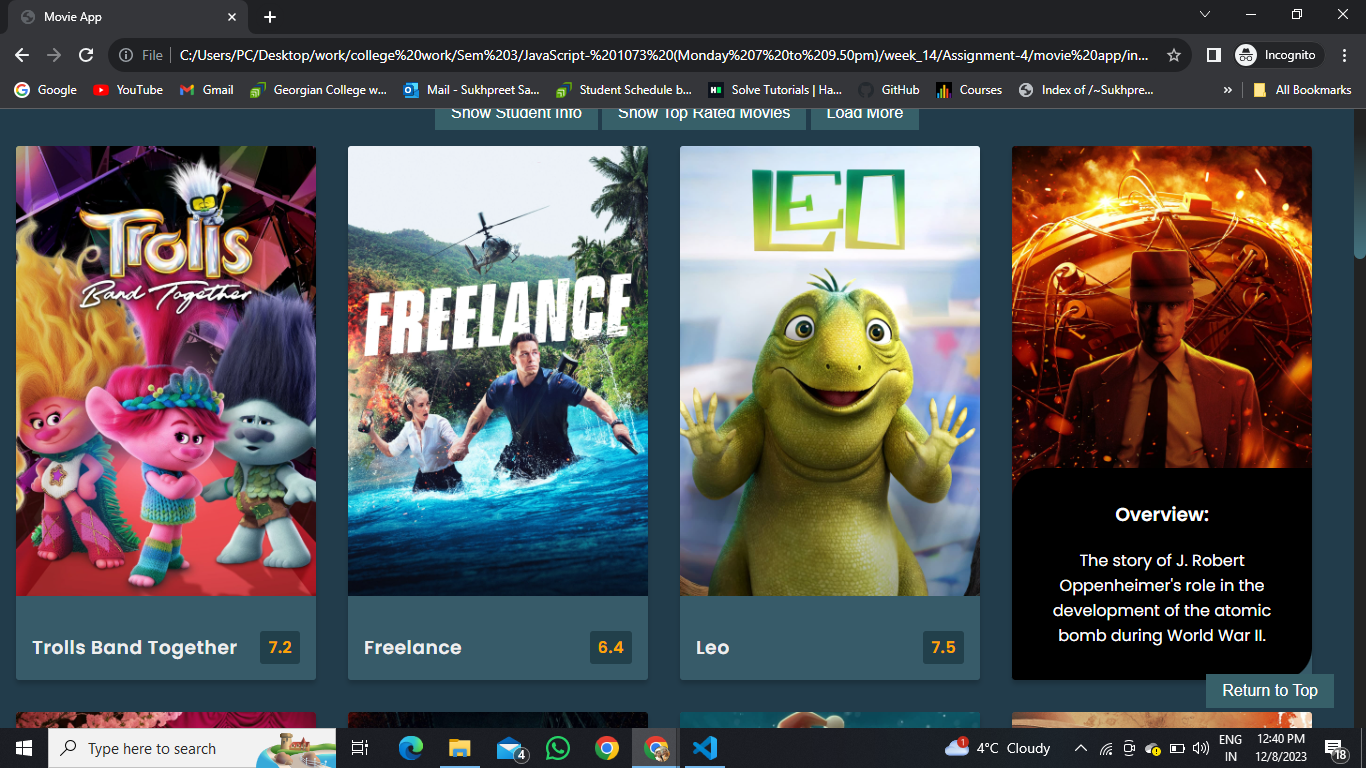 Movie App
File
C:/Users/PC/Desktop/work/college%20work/Sem%203/JavaScript-%201073%20(Monday%207%20to%209.50pm)/week_14/Assignment-4/movie%20app/in...
Incognito
Google
YouTube
Gmail
Georgian College w...
Mail - Sukhpreet Sa...
Student Schedule b...
Solve Tutorials | Ha...
GitHub
Courses
Index of /~Sukhpre...
»
All Bookmarks
Show Student Info
Show Top Rated Movies
Load More
Trolls
Band Together
FREELANCE
LEO
Overview:
The story of J. Robert
Oppenheimer's role in the
development of the atomic
bomb during World War II.
Trolls Band Together
7.2
Freelance
6.4
Leo
7.5
Return to Top
Type here to search
4
1
4°C Cloudy
ENG
IN
12:40 PM
12/8/2023
18